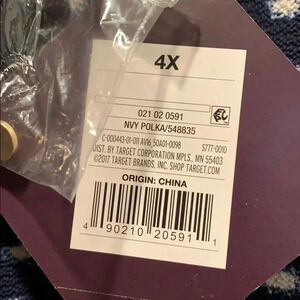 4X
021 02 0591
NVY POLKA/548835
C-000443-01-011 AV16 50A01-0098 S777-0010
DIST. BY TARGET CORPORATION MPLS., MN 55403
©2017 TARGET BRANDS, INC. SHOP TARGET.COM
ORIGIN: CHINA
4 90210 20591 1